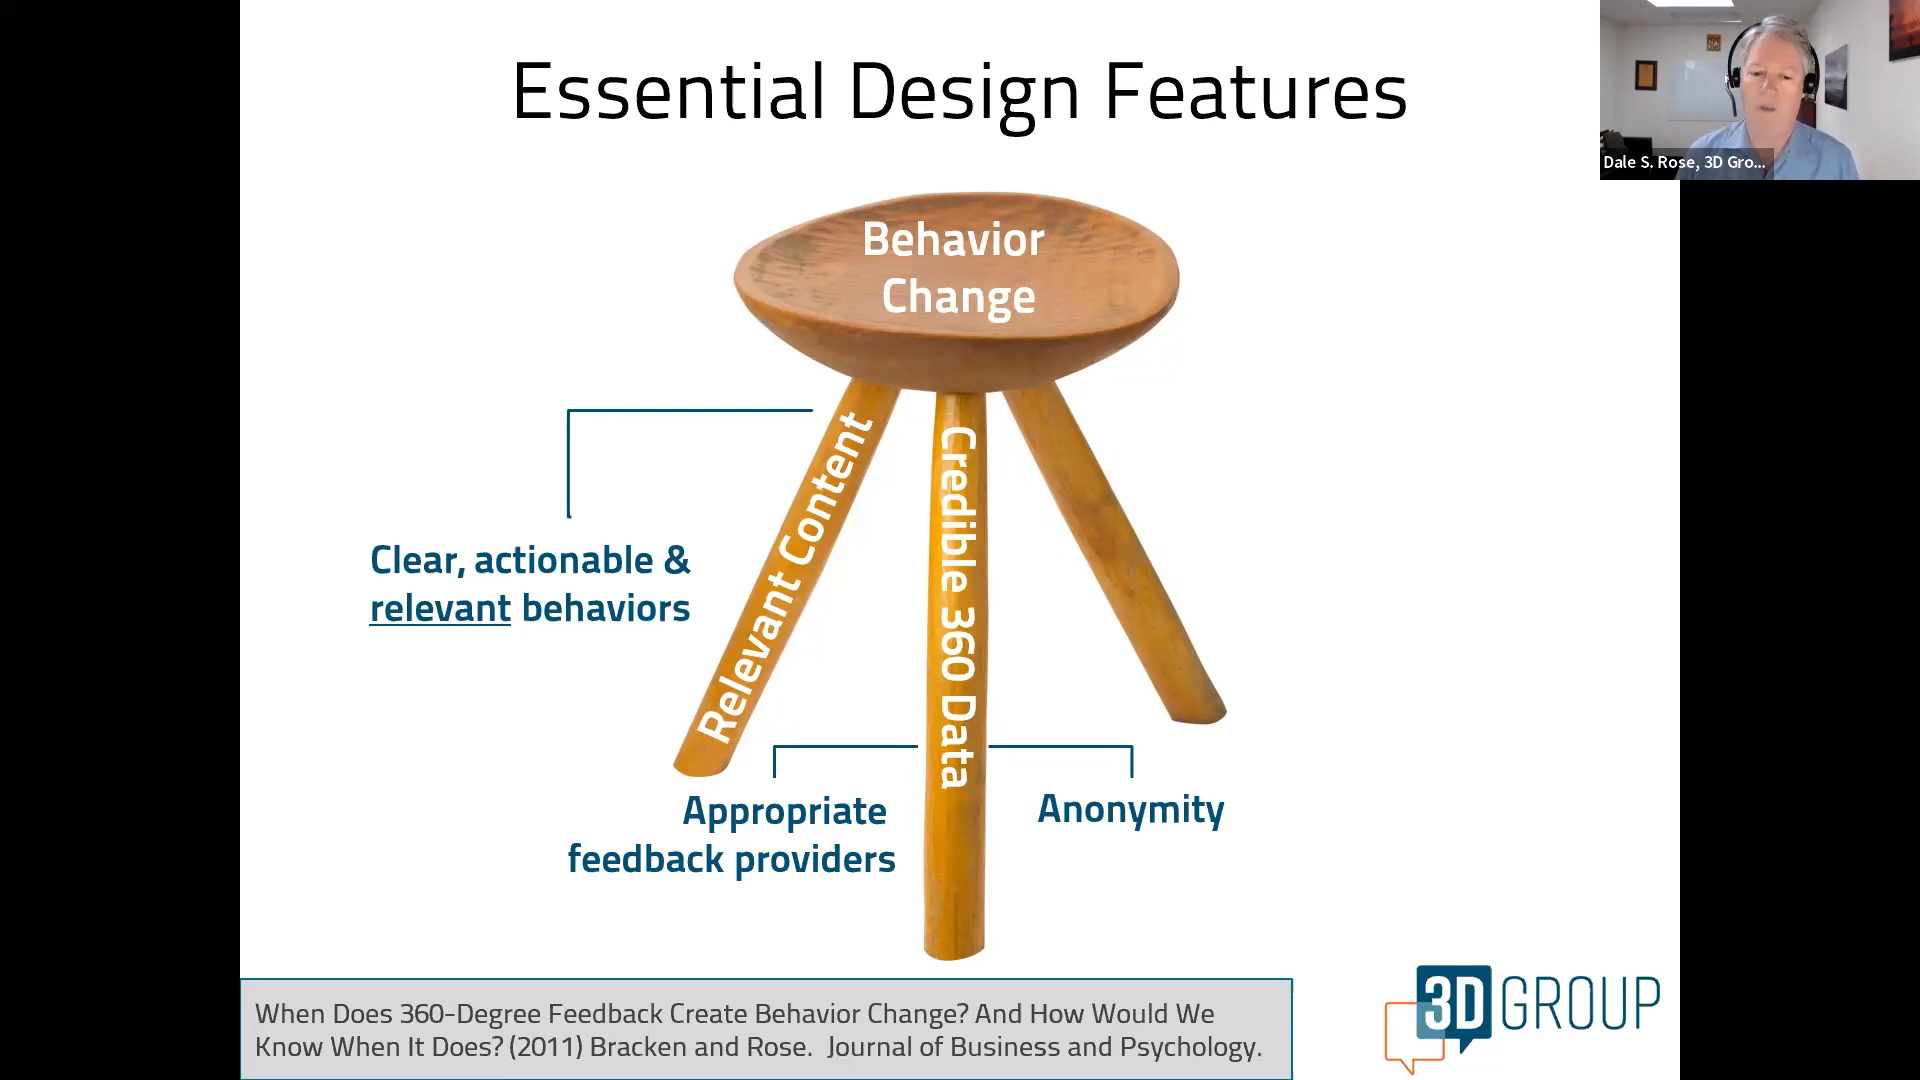 Essential Design Features
Dale S. Rose, 3D Gro...
Behavior
Change
Relevant Content
Credible 360 Data
Clear, actionable &
relevant behaviors
Appropriate
feedback providers
Anonymity
When Does 360-Degree Feedback Create Behavior Change? And How Would We
Know When It Does? (2011) Bracken and Rose. Journal of Business and Psychology.
3D GROUP